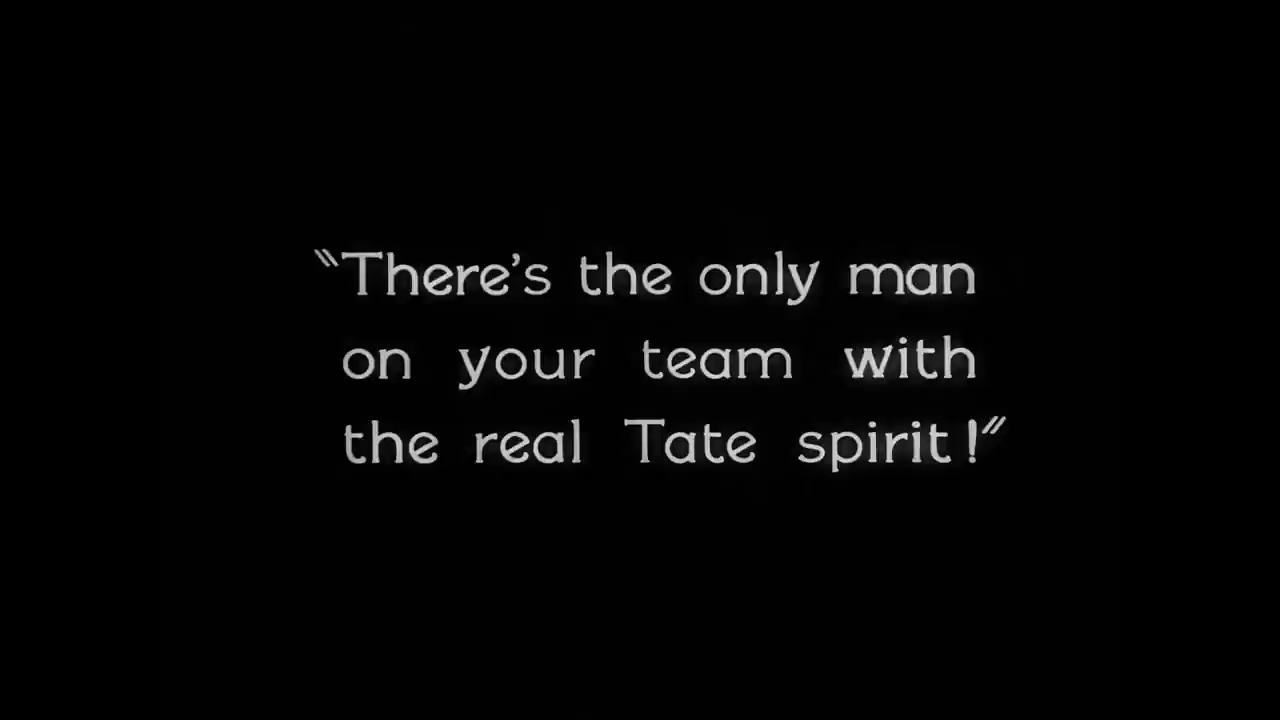 "There's the only man
on your team with
the real Tate spirit!"